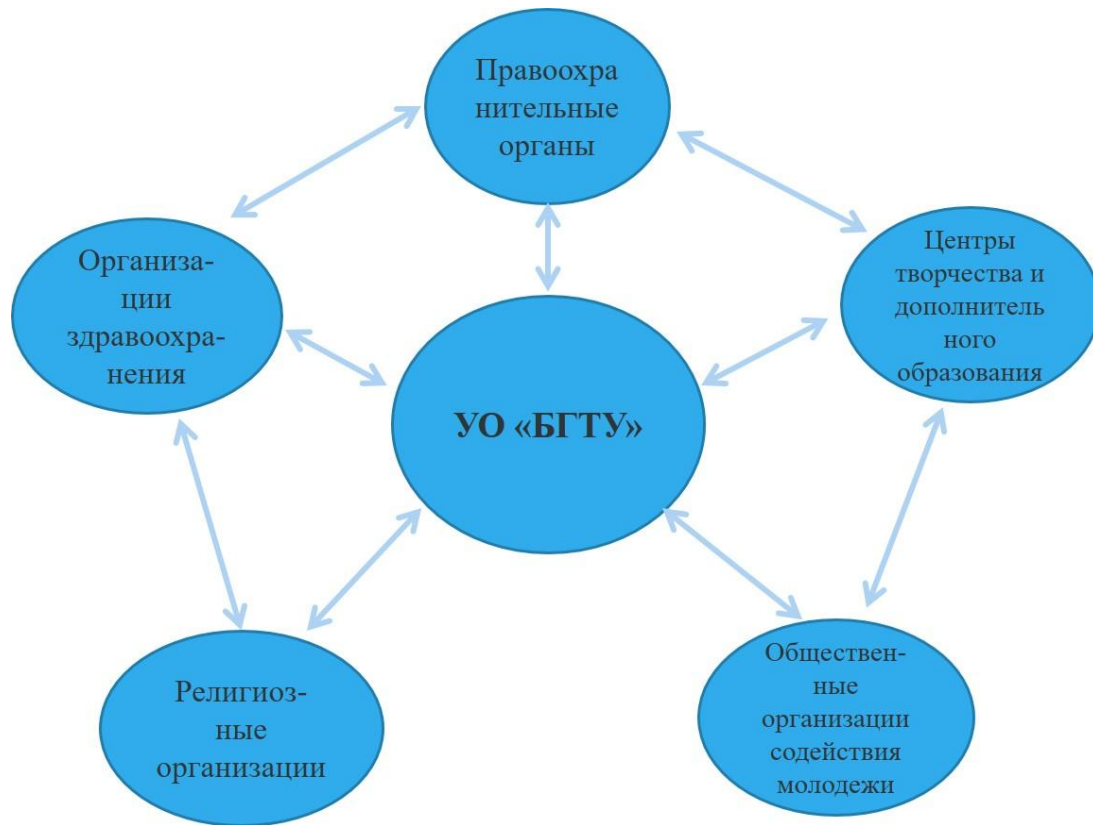 Правоохра
нительные
органы
Организа-
ции
здравоохра-
нения
Центры
творчества и
дополнитель
ного
образования
УО «БГТУ»
Религиоз-
ные
организации
Обществен-
ные
организации
содействия
молодежи